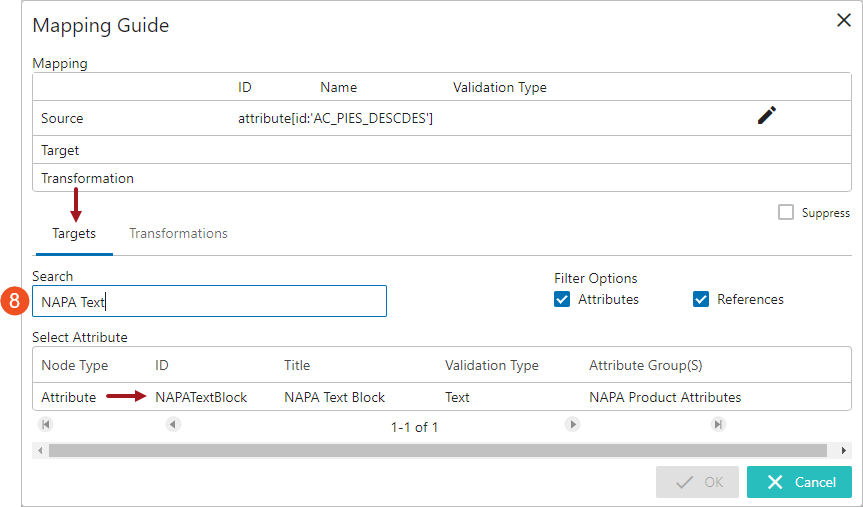 Mapping Guide
Mapping
ID Name Validation Type
Source attribute[id:'AC_PIES_DESCDES']
Target
Transformation
Suppress
Targets Transformations
Search Filter Options
8 NAPA Text Attributes References
Select Attribute
Node Type ID Title Validation Type Attribute Group(S)
Attribute NAPATextBlock NAPA Text Block Text NAPA Product Attributes
1-1 of 1
OK Cancel